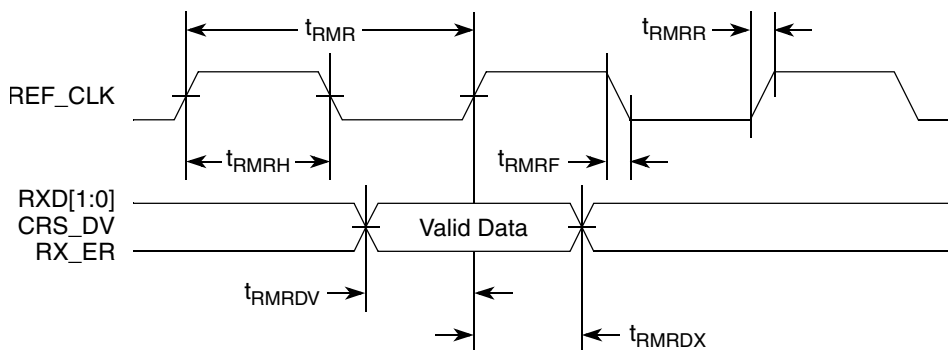 tRMR
tRMRR
REF_CLK
tRMRH
tRMRF
RXD[1:0]
CRS_DV
RX_ER
Valid Data
tRMRDV
tRMRDX